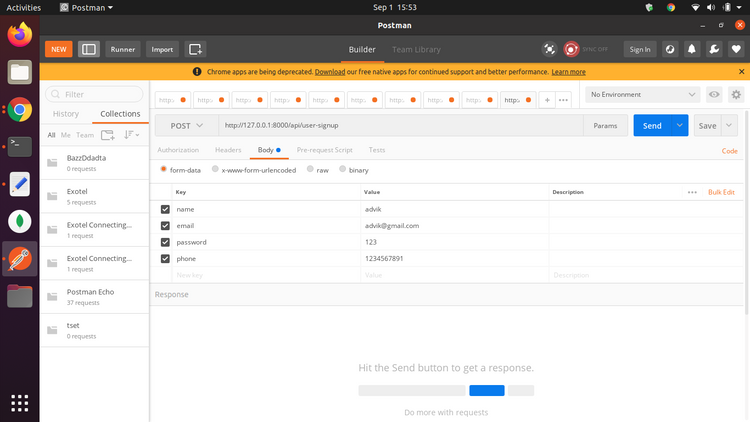 Activities Postman Sep 1 15:53
Postman
NEW Runner Import Builder Team Library SYNC OFF Sign In
Chrome apps are being deprecated. Download our free native apps for continued support and better performance. Learn more
Filter
History Collections
All Me Team
BazzDdadta
0 requests
Exotel
5 requests
Exotel Connecting...
1 request
Exotel Connecting...
1 request
Postman Echo
37 requests
tset
0 requests
http: http: http: http: http: http: http: http: http: http: + ••• No Environment
POST http://127.0.0.1:8000/api/user-signup Params Send Save
Authorization Headers Body Pre-request Script Tests Code
form-data x-www-form-urlencoded raw binary
Key Value Description ••• Bulk Edit
name advik
email advik@gmail.com
password 123
phone 1234567891
New key Value Description
Response
Hit the Send button to get a response.
Do more with requests